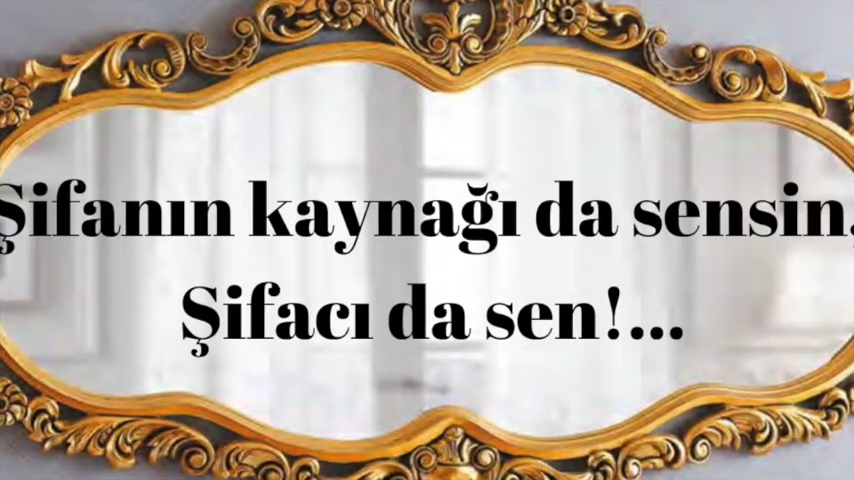 Şifanın kaynağı da sensin,
Şifacı da sen!...